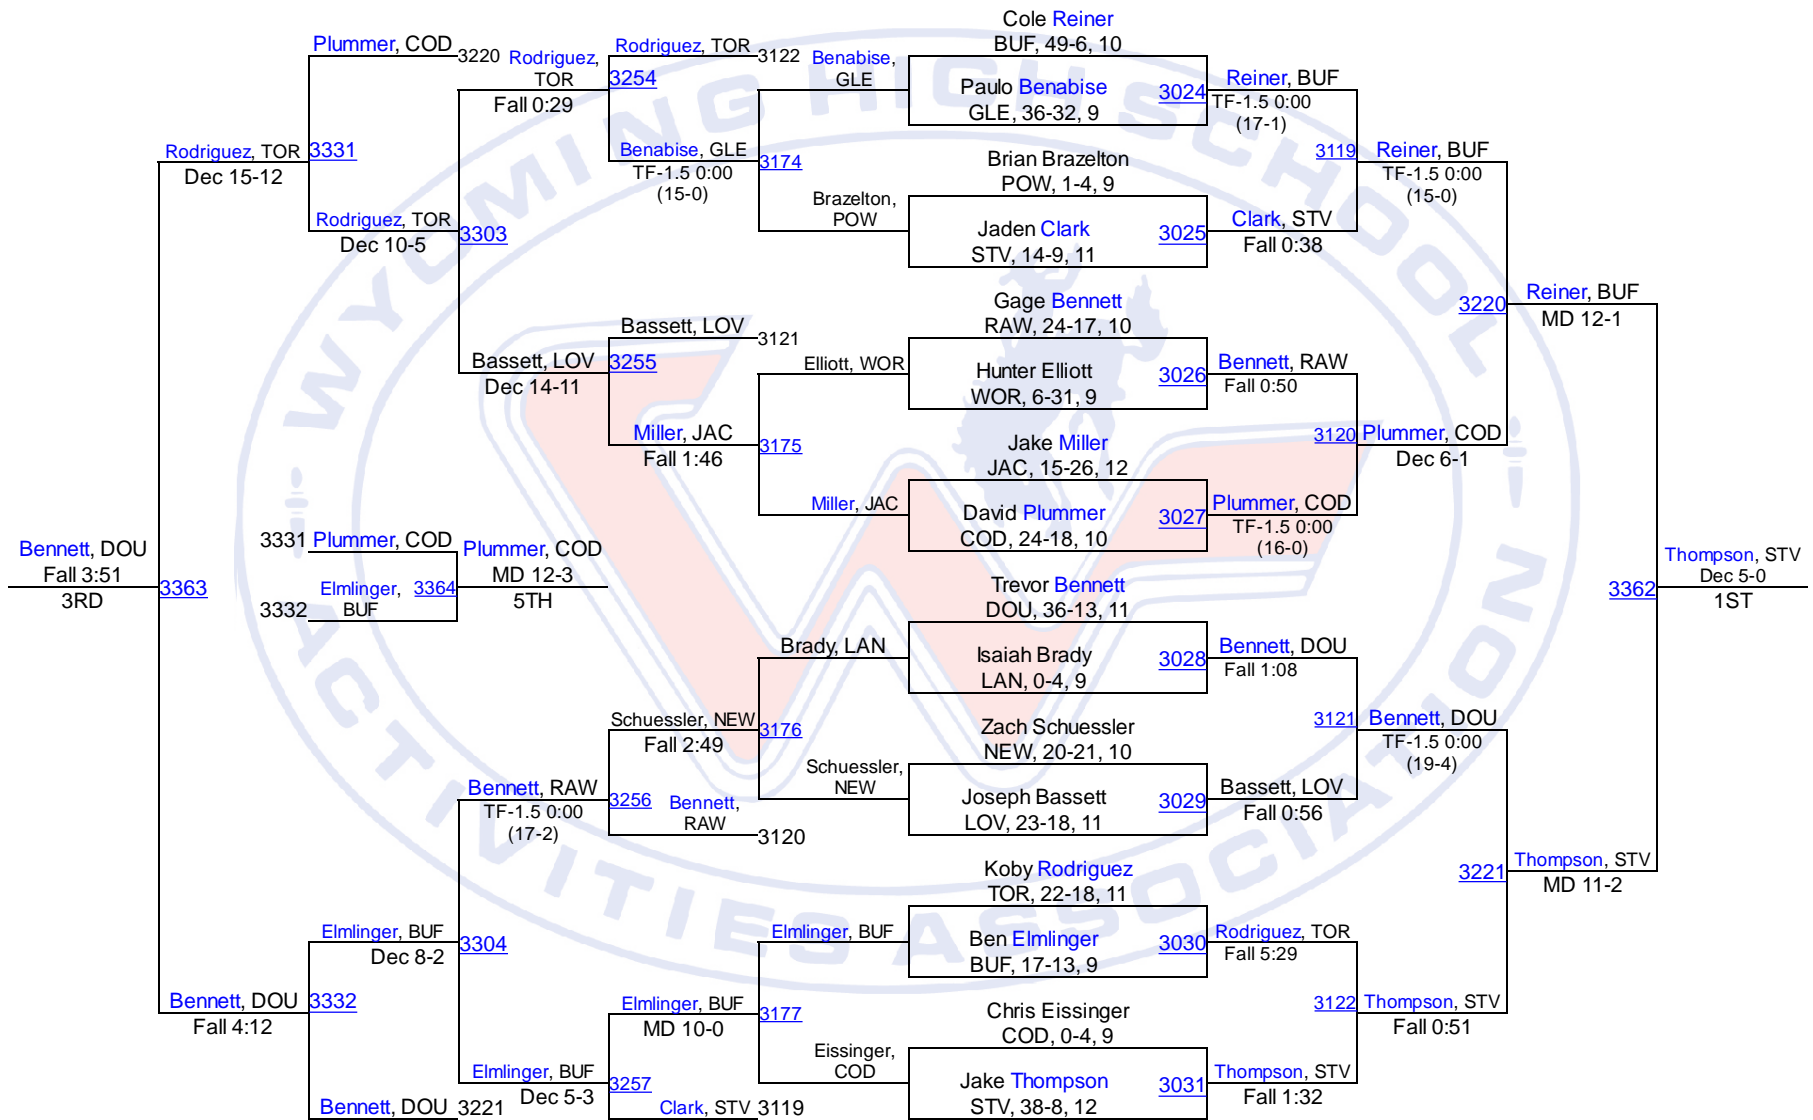 Cole Reiner
BUF, 49-6, 10
Plummer, COD
3220
Rodriguez,
TOR
Fall 0:29
Rodriguez, TOR
3122
3254
Benabise,
GLE
Paulo Benabise
GLE, 36-32, 9
3024
Reiner, BUF
TF-1.5 0:00
(17-1)
Rodriguez, TOR
Dec 15-12
3331
Benabise, GLE
TF-1.5 0:00
(15-0)
3174
Brian Brazelton
POW, 1-4, 9
3119
Reiner, BUF
TF-1.5 0:00
(15-0)
Rodriguez, TOR
Dec 10-5
3303
Brazelton,
POW
Jaden Clark
STV, 14-9, 11
3025
Clark, STV
Fall 0:38
Gage Bennett
RAW, 24-17, 10
3220
Reiner, BUF
MD 12-1
Bassett, LOV
3121
Bassett, LOV
Dec 14-11
3255
Elliott, WOR
Hunter Elliott
WOR, 6-31, 9
3026
Bennett, RAW
Fall 0:50
Miller, JAC
Fall 1:46
3175
Jake Miller
JAC, 15-26, 12
3120
Plummer, COD
Dec 6-1
Miller, JAC
David Plummer
COD, 24-18, 10
3027
Plummer, COD
TF-1.5 0:00
(16-0)
Bennett, DOU
Fall 3:51
3RD
3363
3331
Plummer, COD
Elmlinger,
BUF
3332
3364
Plummer, COD
MD 12-3
5TH
Trevor Bennett
DOU, 36-13, 11
3362
Thompson, STV
Dec 5-0
1ST
Brady, LAN
Isaiah Brady
LAN, 0-4, 9
3028
Bennett, DOU
Fall 1:08
Schuessler, NEW
Fall 2:49
3176
Zach Schuessler
NEW, 20-21, 10
3121
Bennett, DOU
TF-1.5 0:00
(19-4)
Bennett, RAW
TF-1.5 0:00
(17-2)
3256
Bennett,
RAW
3120
Schuessler,
NEW
Joseph Bassett
LOV, 23-18, 11
3029
Bassett, LOV
Fall 0:56
Koby Rodriguez
TOR, 22-18, 11
3221
Thompson, STV
MD 11-2
Elmlinger, BUF
Dec 8-2
3304
Elmlinger, BUF
Ben Elmlinger
BUF, 17-13, 9
3030
Rodriguez, TOR
Fall 5:29
Bennett, DOU
Fall 4:12
3332
Elmlinger, BUF
MD 10-0
3177
Chris Eissinger
COD, 0-4, 9
3122
Thompson, STV
Fall 0:51
Elmlinger, BUF
Dec 5-3
3257
Eissinger,
COD
Jake Thompson
STV, 38-8, 12
3031
Thompson, STV
Fall 1:32
Bennett, DOU
3221
Clark, STV
3119
WYOMING HIGH SCHOOL
ACTIVITIES ASSOCIATION